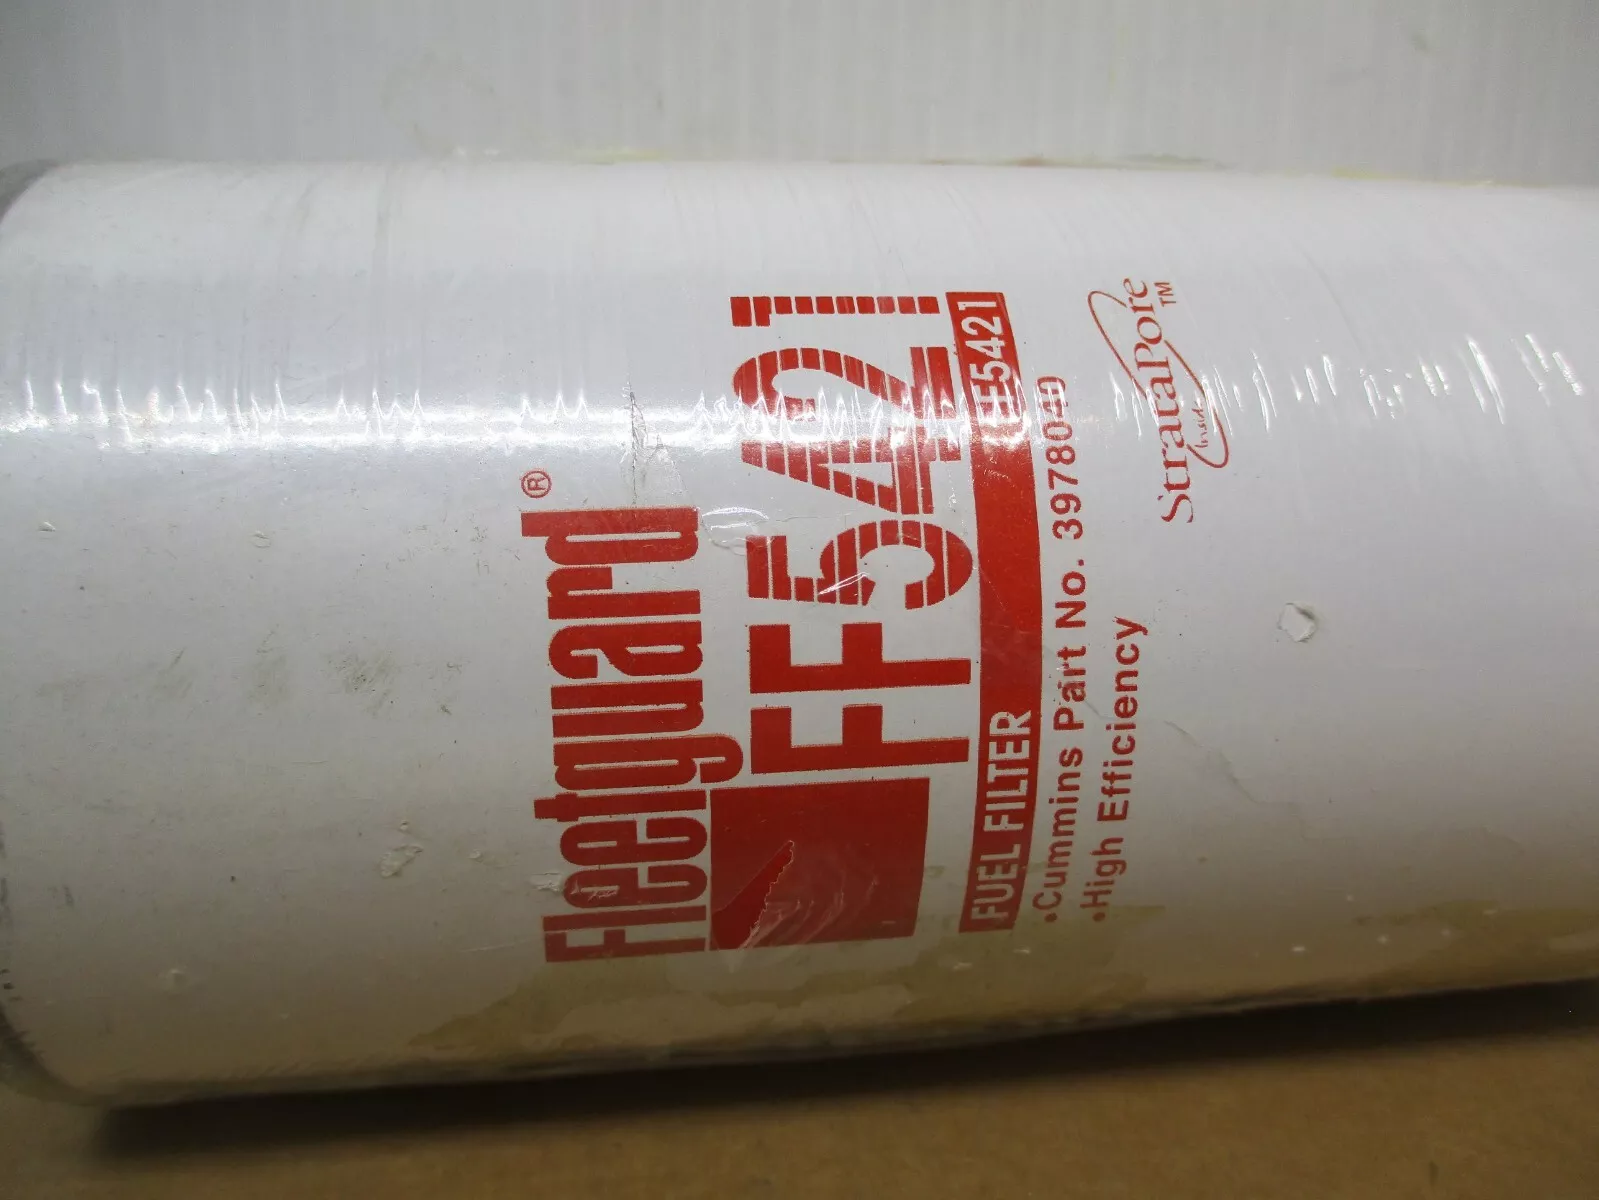 Fleetguard®
FF5421
FF5421
FUEL FILTER
•Cummins Part No. 3978040
•High Efficiency
StrataPore™
Inside